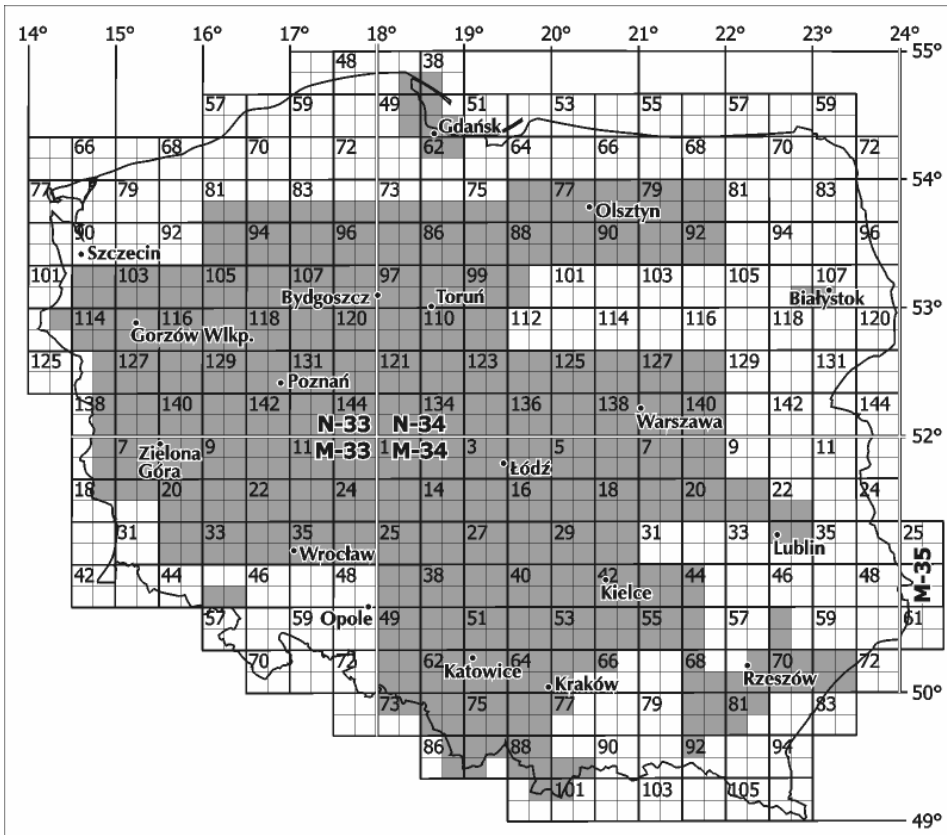 14° 15° 16° 17° 18° 19° 20° 21° 22° 23° 24°
55°
48 38
57 59 49 51 53 55 57 59
Gdańsk
66 68 70 72 62 64 66 68 70 72
54°
77 79 81 83 73 75 77 79 81 83
Olsztyn
90 92 94 96 86 88 90 92 94 96
Szczecin
101 103 105 107 97 99 101 103 105 107
Bydgoszcz Toruń Białystok
53°
114 116 118 120 110 112 114 116 118 120
Gorzów Wlkp.
125 127 129 131 121 123 125 127 129 131
Poznań
138 140 142 144 134 136 138 140 142 144
N-33 N-34 Warszawa
52°
7 9 11 1 3 5 7 9 11
M-33 M-34
Zielona
Góra
Łódź
18 20 22 24 14 16 18 20 22 24
31 33 35 25 27 29 31 33 35 25
Wrocław Lublin
51°
M-35
42 44 46 48 38 40 42 44 46 48
Kielce
57 59 49 51 53 55 57 59 61
Opole
70 72 62 64 66 68 70 72
Katowice Rzeszów
Kraków
50°
73 75 77 79 81 83
86 88 90 92 94
101 103 105
49°